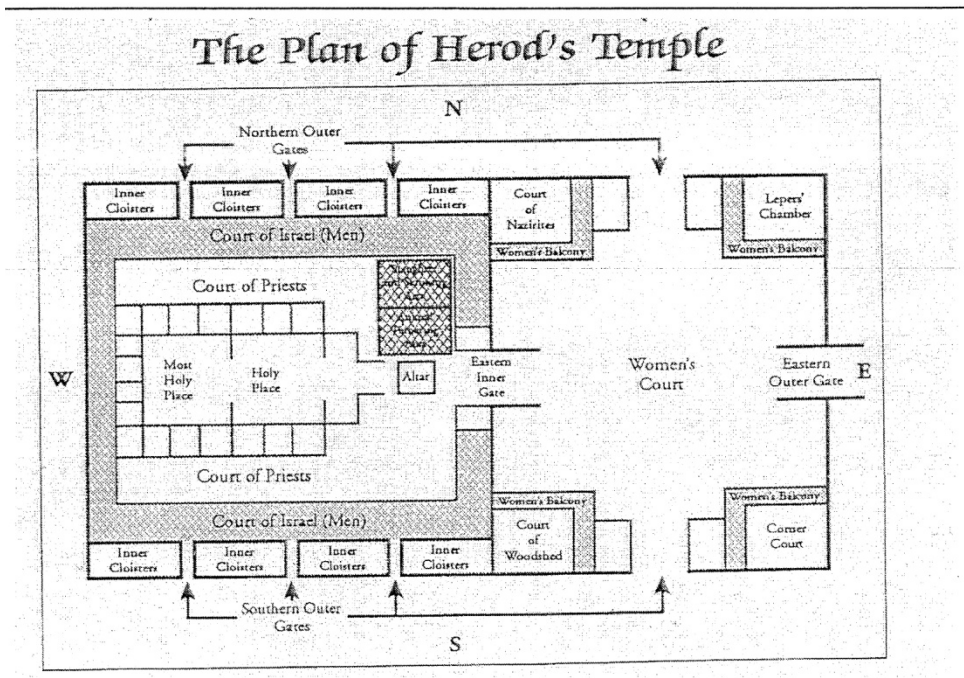 The Plan of Herod's Temple
N
Northern Outer
Gates
Inner
Cloisters
Inner
Cloisters
Inner
Cloisters
Inner
Cloisters
Court
of
Nazirites
Lepers'
Chamber
Court of Israel (Men)
Women's Balcony
Women's Balcony
Court of Priests
Area
W
Most
Holy
Place
Holy
Place
Altar
Eastern
Inner
Gate
Women's
Court
Eastern
Outer Gate
E
Court of Priests
Women's Balcony
Women's Balcony
Court of Israel (Men)
Court
of
Woodshed
Corner
Court
Inner
Cloisters
Inner
Cloisters
Inner
Cloisters
Inner
Cloisters
Southern Outer
Gates
S